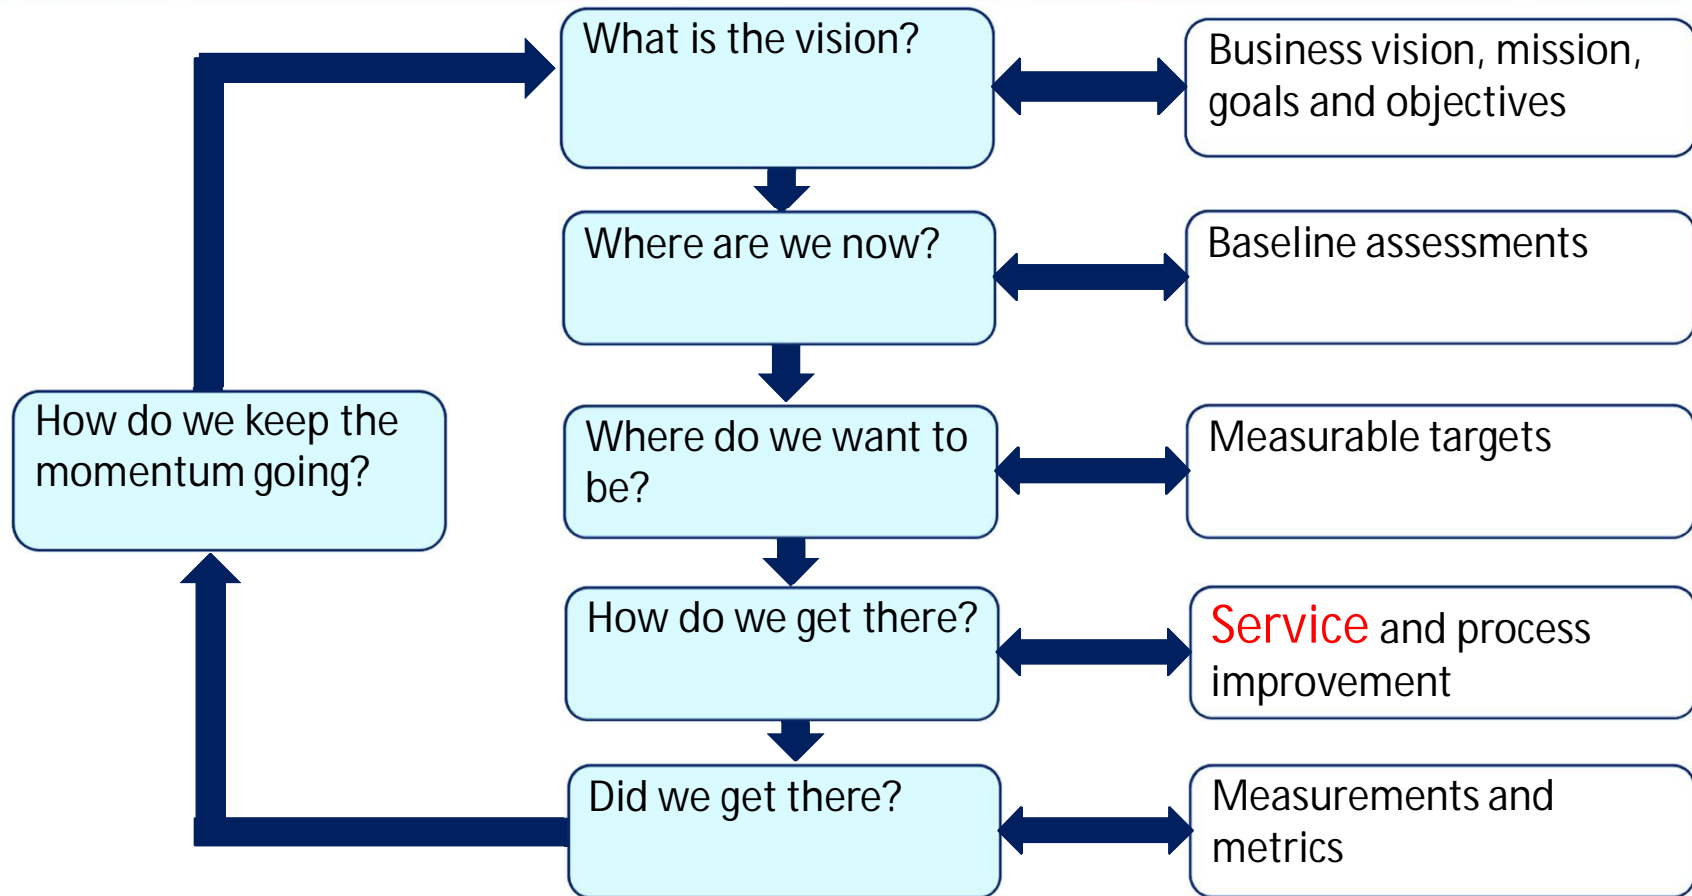 What is the vision?
Business vision, mission,
goals and objectives
Where are we now?
Baseline assessments
How do we keep the
momentum going?
Where do we want to
be?
Measurable targets
How do we get there?
Service and process
improvement
Did we get there?
Measurements and
metrics